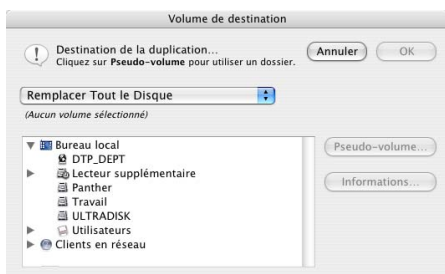 Volume de destination
Destination de la duplication...
Cliquez sur Pseudo-volume pour utiliser un dossier.
Annuler
OK
Remplacer Tout le Disque
(Aucun volume sélectionné)
Bureau local
DTP_DEPT
Lecteur supplémentaire
Panther
Travail
ULTRADISK
Utilisateurs
Clients en réseau
Pseudo-volume...
Informations...